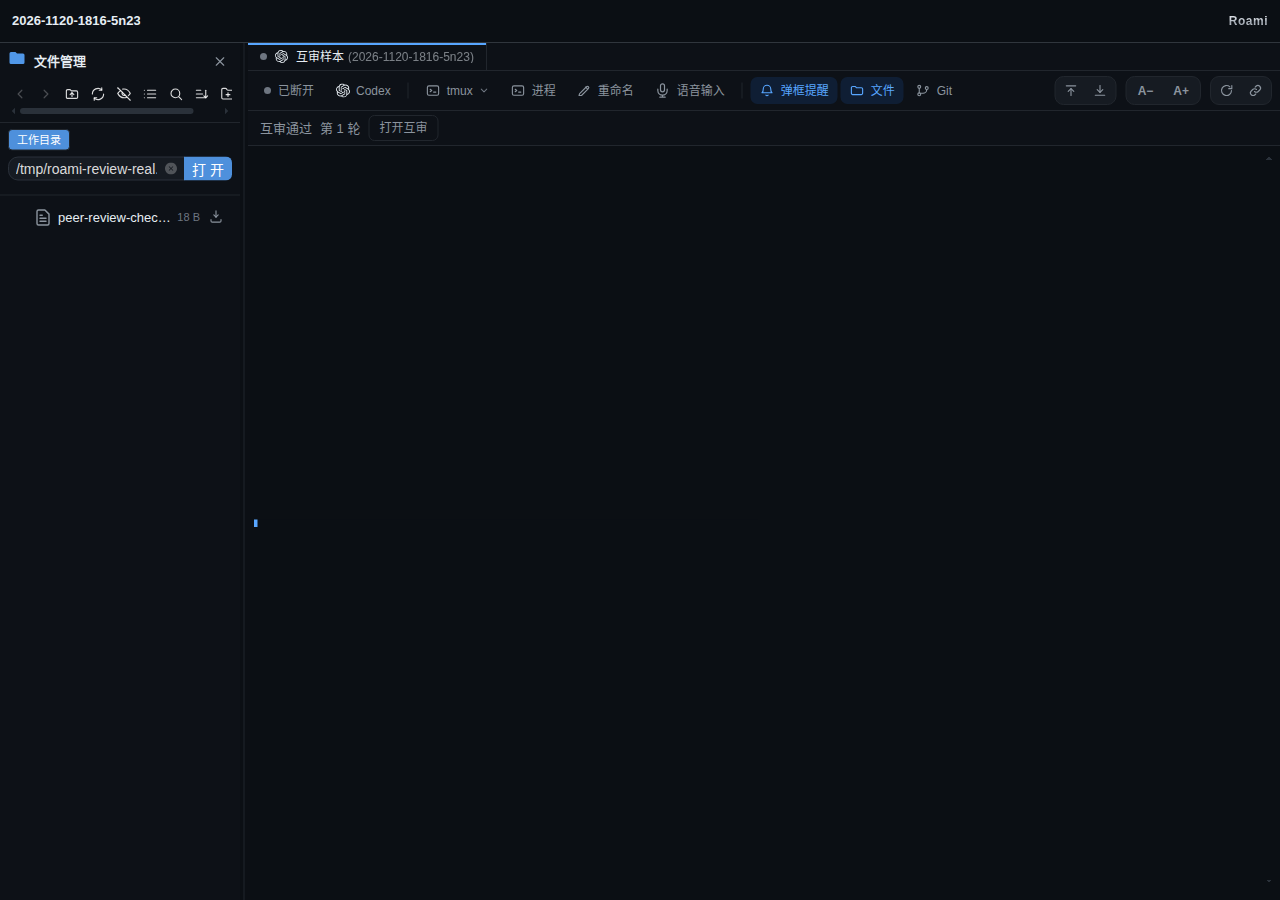 2026-1120-1816-5n23
Roami
文件管理
互审样本 (2026-1120-1816-5n23)
已断开 Codex tmux 进程 重命名 语音输入 弹框提醒 文件 Git A− A+
互审通过 第 1 轮 打开互审
工作目录
/tmp/roami-review-real. 打 开
peer-review-chec… 18 B